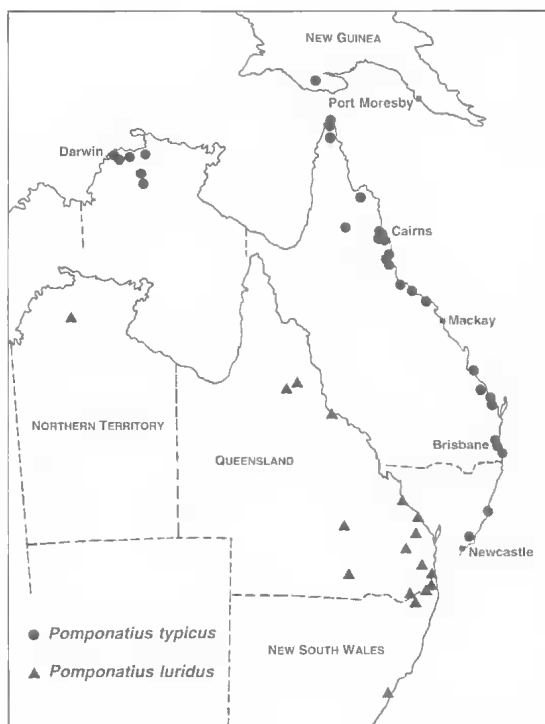 NEW GUINEA
Port Moresby
Darwin
Cairns
Mackay
NORTHERN TERRITORY
QUEENSLAND
Brisbane
Newcastle
Pomponatius typicus
NEW SOUTH WALES
Pomponatius luridus